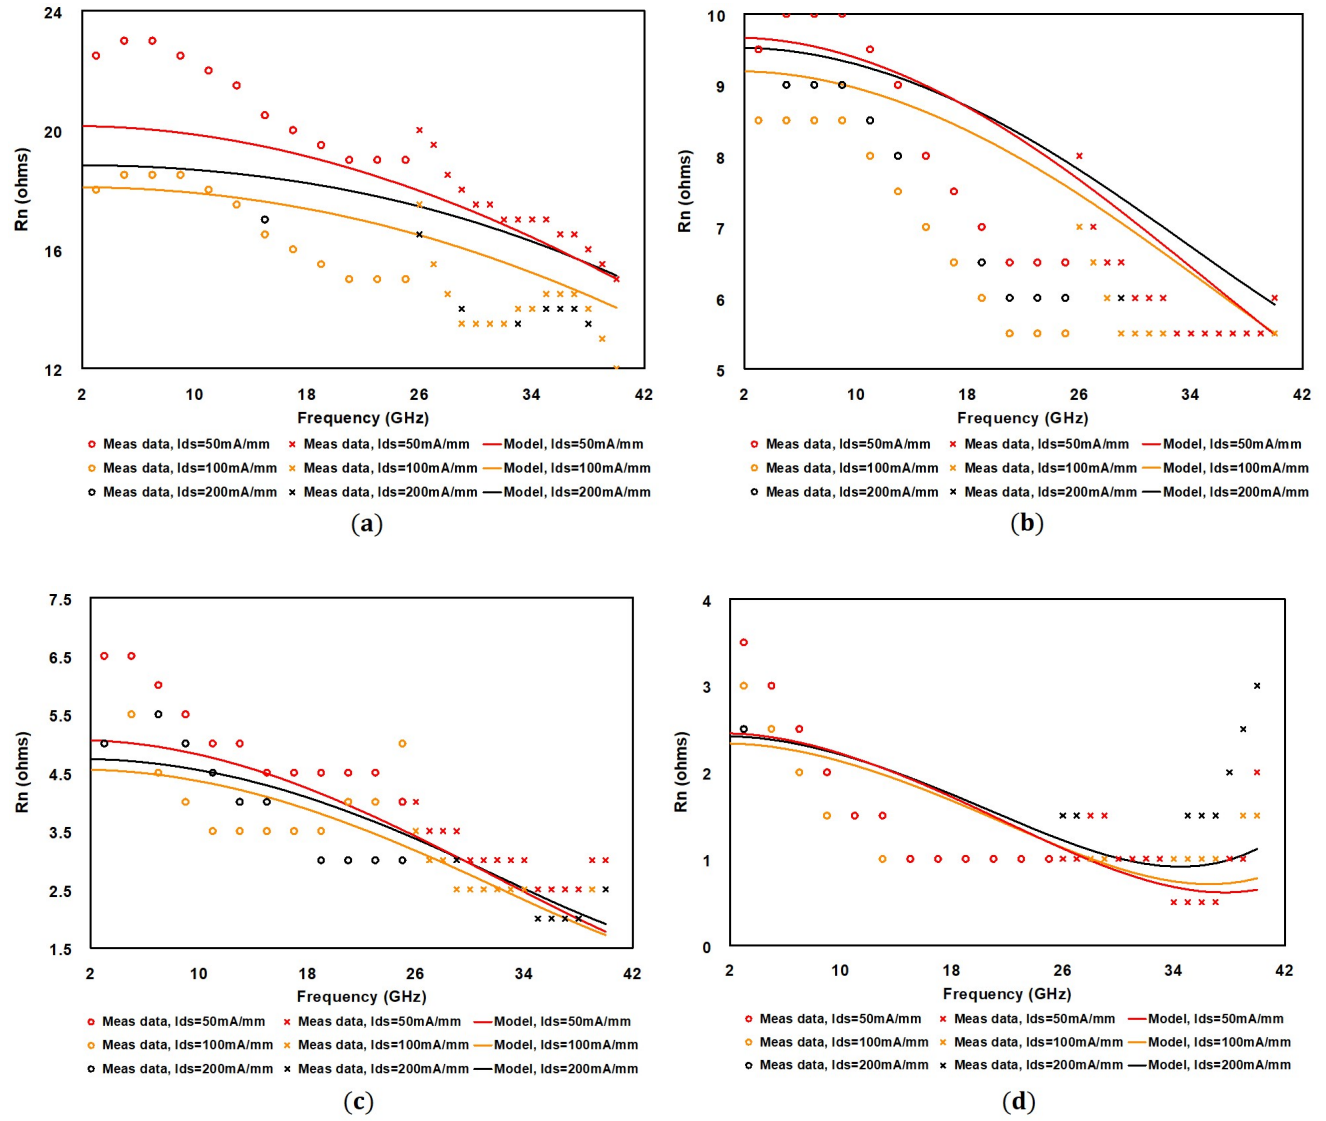 24
20
16
12
Rn (ohms)
2 10 18 26 34 42
Frequency (GHz)
Meas data, Ids=50mA/mm Meas data, Ids=50mA/mm Model, Ids=50mA/mm
Meas data, Ids=100mA/mm Meas data, Ids=100mA/mm Model, Ids=100mA/mm
Meas data, Ids=200mA/mm Meas data, Ids=200mA/mm Model, Ids=200mA/mm
(a)
10
9
8
7
6
5
Rn (ohms)
2 10 18 26 34 42
Frequency (GHz)
Meas data, Ids=50mA/mm Meas data, Ids=50mA/mm Model, Ids=50mA/mm
Meas data, Ids=100mA/mm Meas data, Ids=100mA/mm Model, Ids=100mA/mm
Meas data, Ids=200mA/mm Meas data, Ids=200mA/mm Model, Ids=200mA/mm
(b)
7.5
6.5
5.5
4.5
3.5
2.5
1.5
Rn (ohms)
2 10 18 26 34 42
Frequency (GHz)
Meas data, Ids=50mA/mm Meas data, Ids=50mA/mm Model, Ids=50mA/mm
Meas data, Ids=100mA/mm Meas data, Ids=100mA/mm Model, Ids=100mA/mm
Meas data, Ids=200mA/mm Meas data, Ids=200mA/mm Model, Ids=200mA/mm
(c)
4
3
2
1
0
Rn (ohms)
2 10 18 26 34 42
Frequency (GHz)
Meas data, Ids=50mA/mm Meas data, Ids=50mA/mm Model, Ids=50mA/mm
Meas data, Ids=100mA/mm Meas data, Ids=100mA/mm Model, Ids=100mA/mm
Meas data, Ids=200mA/mm Meas data, Ids=200mA/mm Model, Ids=200mA/mm
(d)